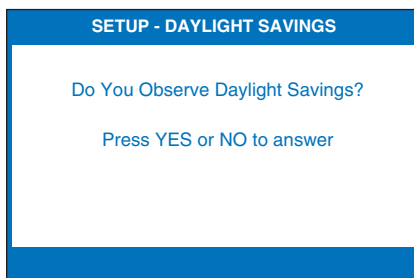 SETUP - DAYLIGHT SAVINGS
Do You Observe Daylight Savings?
Press YES or NO to answer